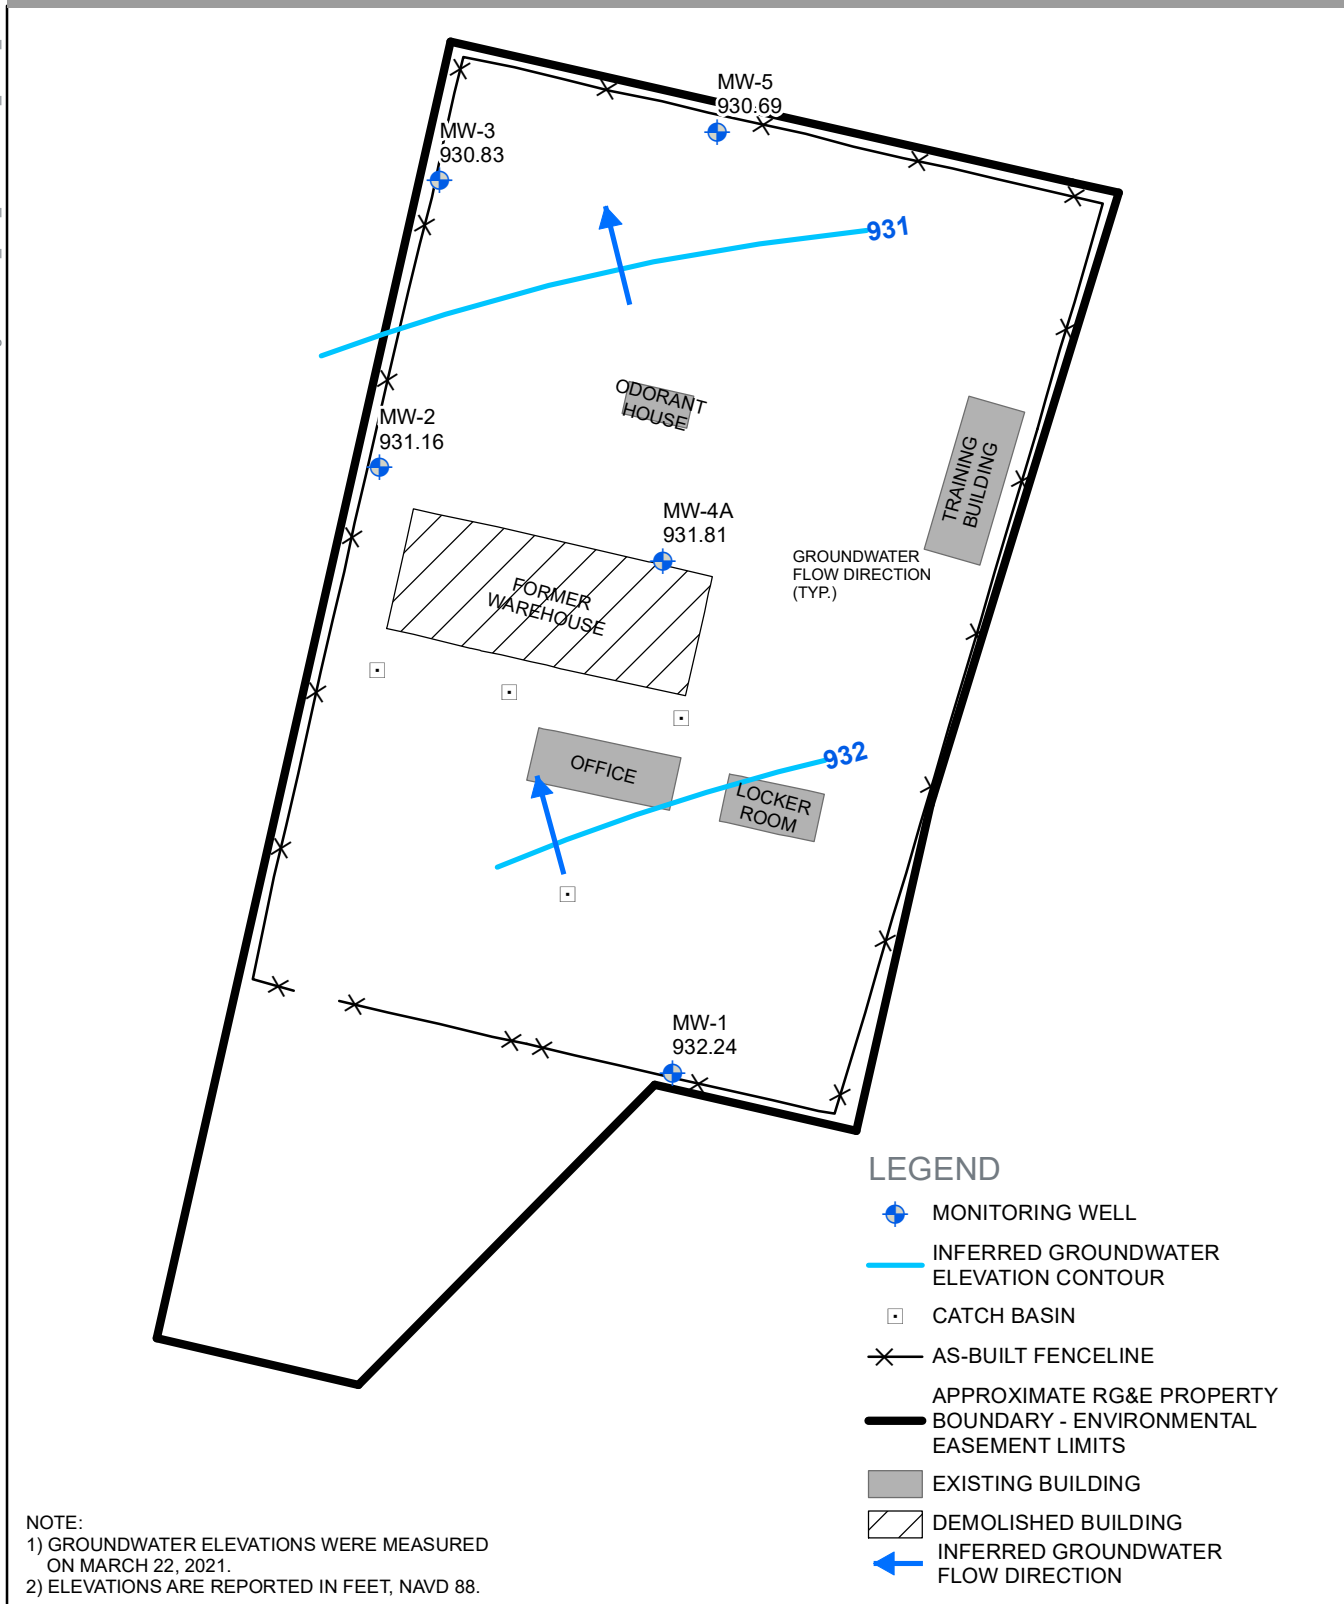 MW-5
930.69
MW-3
930.83
931
ODORANT
HOUSE
MW-2
931.16
TRAINING
BUILDING
MW-4A
931.81
GROUNDWATER
FLOW DIRECTION
(TYP.)
FORMER
WAREHOUSE
932
OFFICE
LOCKER
ROOM
MW-1
932.24
LEGEND
MONITORING WELL
INFERRED GROUNDWATER
ELEVATION CONTOUR
CATCH BASIN
AS-BUILT FENCELINE
APPROXIMATE RG&E PROPERTY
BOUNDARY - ENVIRONMENTAL
EASEMENT LIMITS
EXISTING BUILDING
DEMOLISHED BUILDING
INFERRED GROUNDWATER
FLOW DIRECTION
NOTE:
1) GROUNDWATER ELEVATIONS WERE MEASURED
ON MARCH 22, 2021.
2) ELEVATIONS ARE REPORTED IN FEET, NAVD 88.